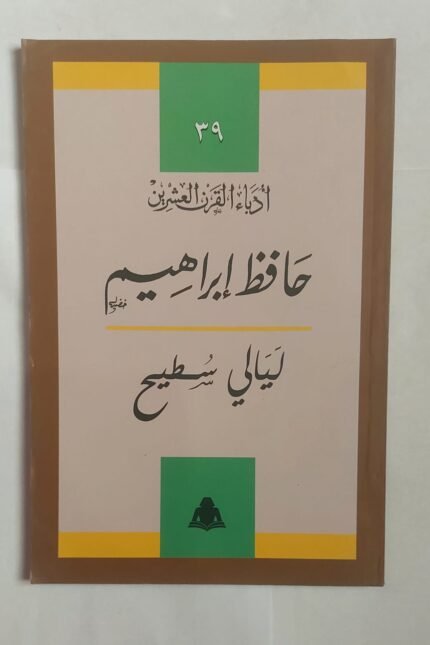 ٣٩
أدباء القرن العشرين
حافظ إبراهيم
ليالي سطيح